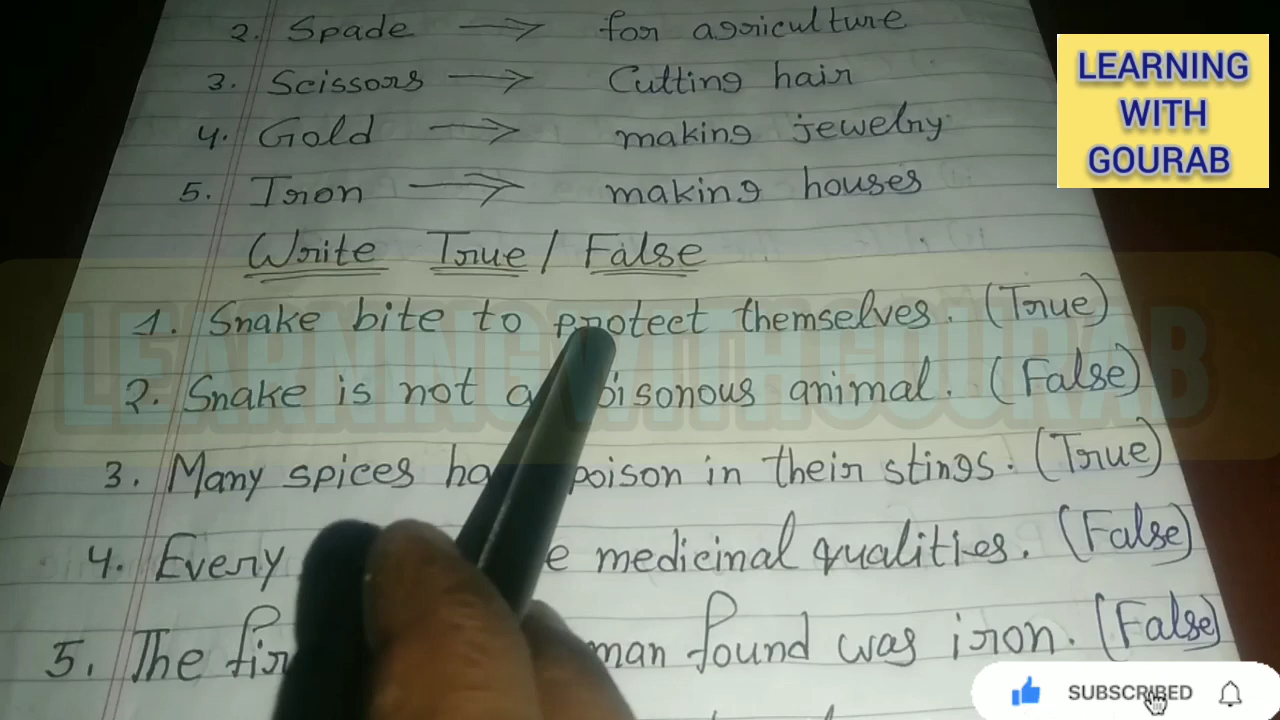 2. Spade → for agriculture
3. Scissors → Cutting hair
4. Gold → making jewelry
5. Iron → making houses
Write True / False
1. Snake bite to protect themselves. (True)
2. Snake is not a poisonous animal. (False)
3. Many spices poison in their stings. (True)
4. Every medicinal qualities. (False)
5. The man found was iron. (False)
LEARNING
WITH
GOURAB
LEARNING WITH GOURAB
SUBSCRIBED